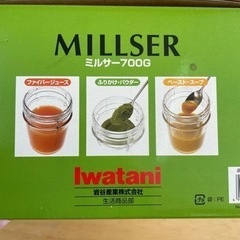 MILLSER
ミルサー700G
ファイバージュース
ふりかけ・パウダー
ペースト・スープ
Iwatani
岩谷産業株式会社
生活商品部
袋:PE